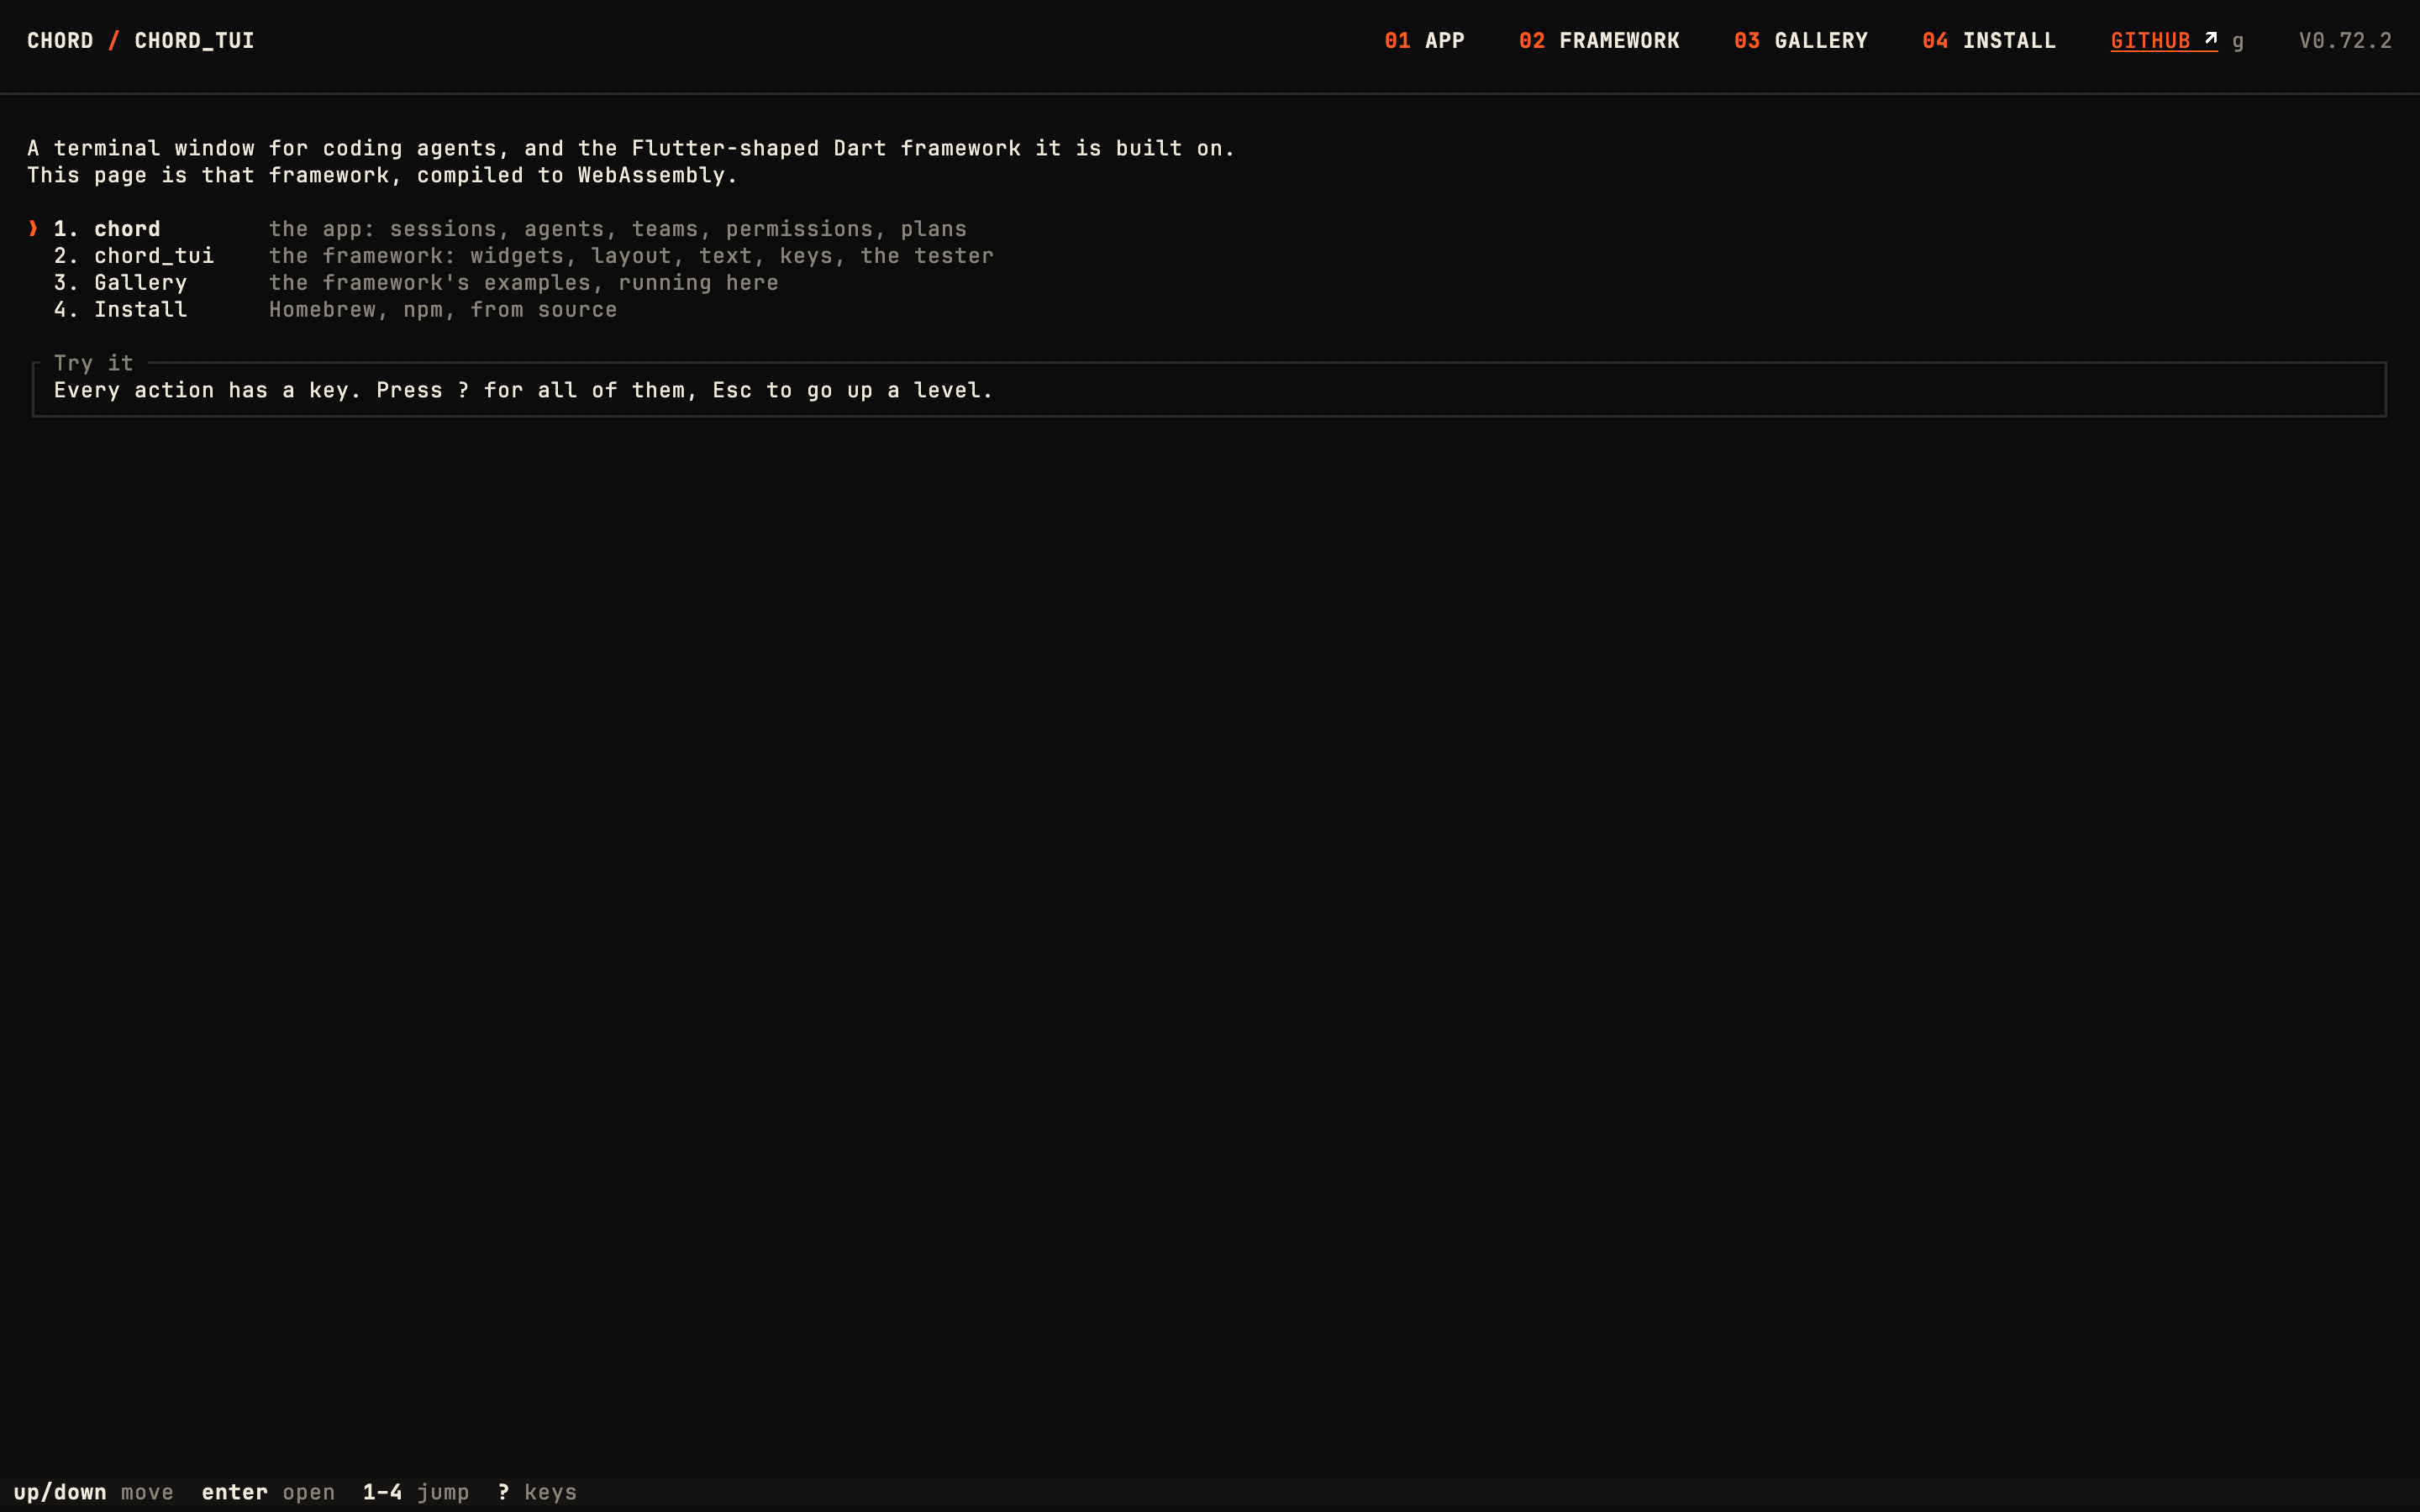 CHORD / CHORD_TUI 01 APP 02 FRAMEWORK 03 GALLERY 04 INSTALL GITHUB ↗ g V0.72.2
A terminal window for coding agents, and the Flutter-shaped Dart framework it is built on.
This page is that framework, compiled to WebAssembly.
❱ 1. chord the app: sessions, agents, teams, permissions, plans
2. chord_tui the framework: widgets, layout, text, keys, the tester
3. Gallery the framework's examples, running here
4. Install Homebrew, npm, from source
Try it
Every action has a key. Press ? for all of them, Esc to go up a level.
up/down move enter open 1-4 jump ? keys